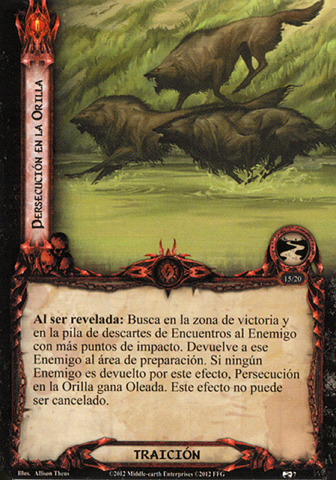 PERSECUCIÓN EN LA ORILLA
15/20
Al ser revelada: Busca en la zona de victoria y
en la pila de descartes de Encuentros al Enemigo
con más puntos de impacto. Devuelve a ese
Enemigo al área de preparación. Si ningún
Enemigo es devuelto por este efecto, Persecución
en la Orilla gana Oleada. Este efecto no puede
ser cancelado.
TRAICIÓN
Illus. Allison Theus
©2012 Middle-earth Enterprises ©2012 FFG